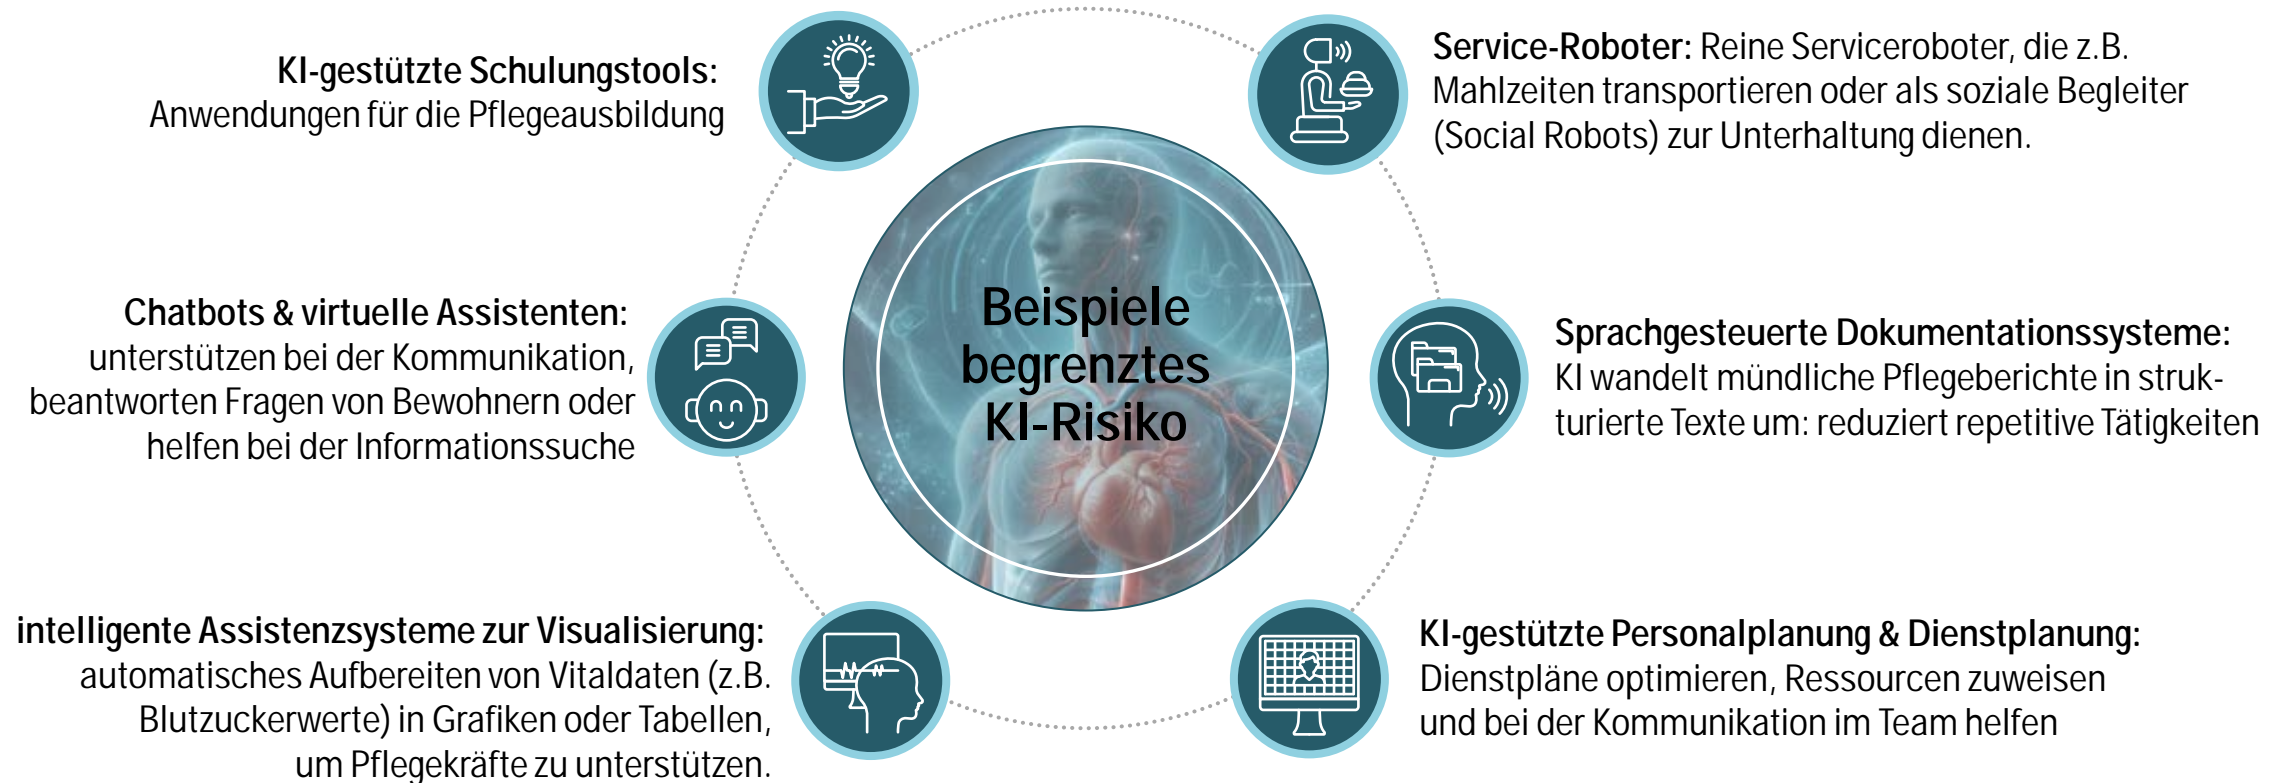 KI-gestützte Schulungstools:
Anwendungen für die Pflegeausbildung
Service-Roboter: Reine Serviceroboter, die z.B.
Mahlzeiten transportieren oder als soziale Begleiter
(Social Robots) zur Unterhaltung dienen.
Beispiele
begrenztes
KI-Risiko
Chatbots & virtuelle Assistenten:
unterstützen bei der Kommunikation,
beantworten Fragen von Bewohnern oder
helfen bei der Informationssuche
Sprachgesteuerte Dokumentationssysteme:
KI wandelt mündliche Pflegeberichte in struk-
turierte Texte um: reduziert repetitive Tätigkeiten
intelligente Assistenzsysteme zur Visualisierung:
automatisches Aufbereiten von Vitaldaten (z.B.
Blutzuckerwerte) in Grafiken oder Tabellen,
um Pflegekräfte zu unterstützen.
KI-gestützte Personalplanung & Dienstplanung:
Dienstpläne optimieren, Ressourcen zuweisen
und bei der Kommunikation im Team helfen